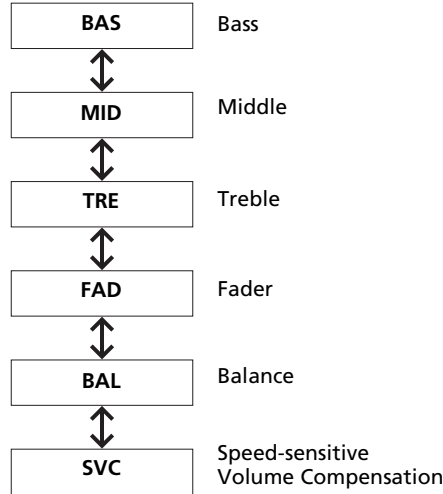 BAS Bass
MID Middle
TRE Treble
FAD Fader
BAL Balance
SVC Speed-sensitive
Volume Compensation